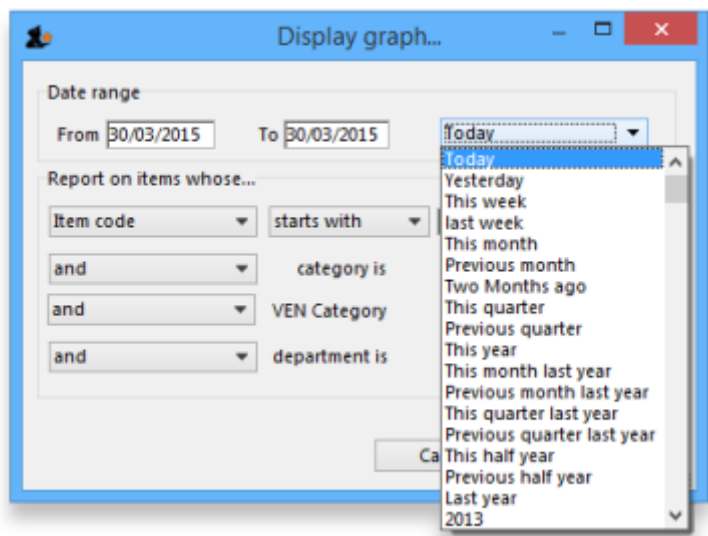 Display graph...
Date range
From 30/03/2015 To 30/03/2015 Today
Report on items whose...
Item code starts with
and category is
and VEN Category
and department is
Ca
Today
Yesterday
This week
last week
This month
Previous month
Two Months ago
This quarter
Previous quarter
This year
This month last year
Previous month last year
This quarter last year
Previous quarter last year
This half year
Previous half year
Last year
2013